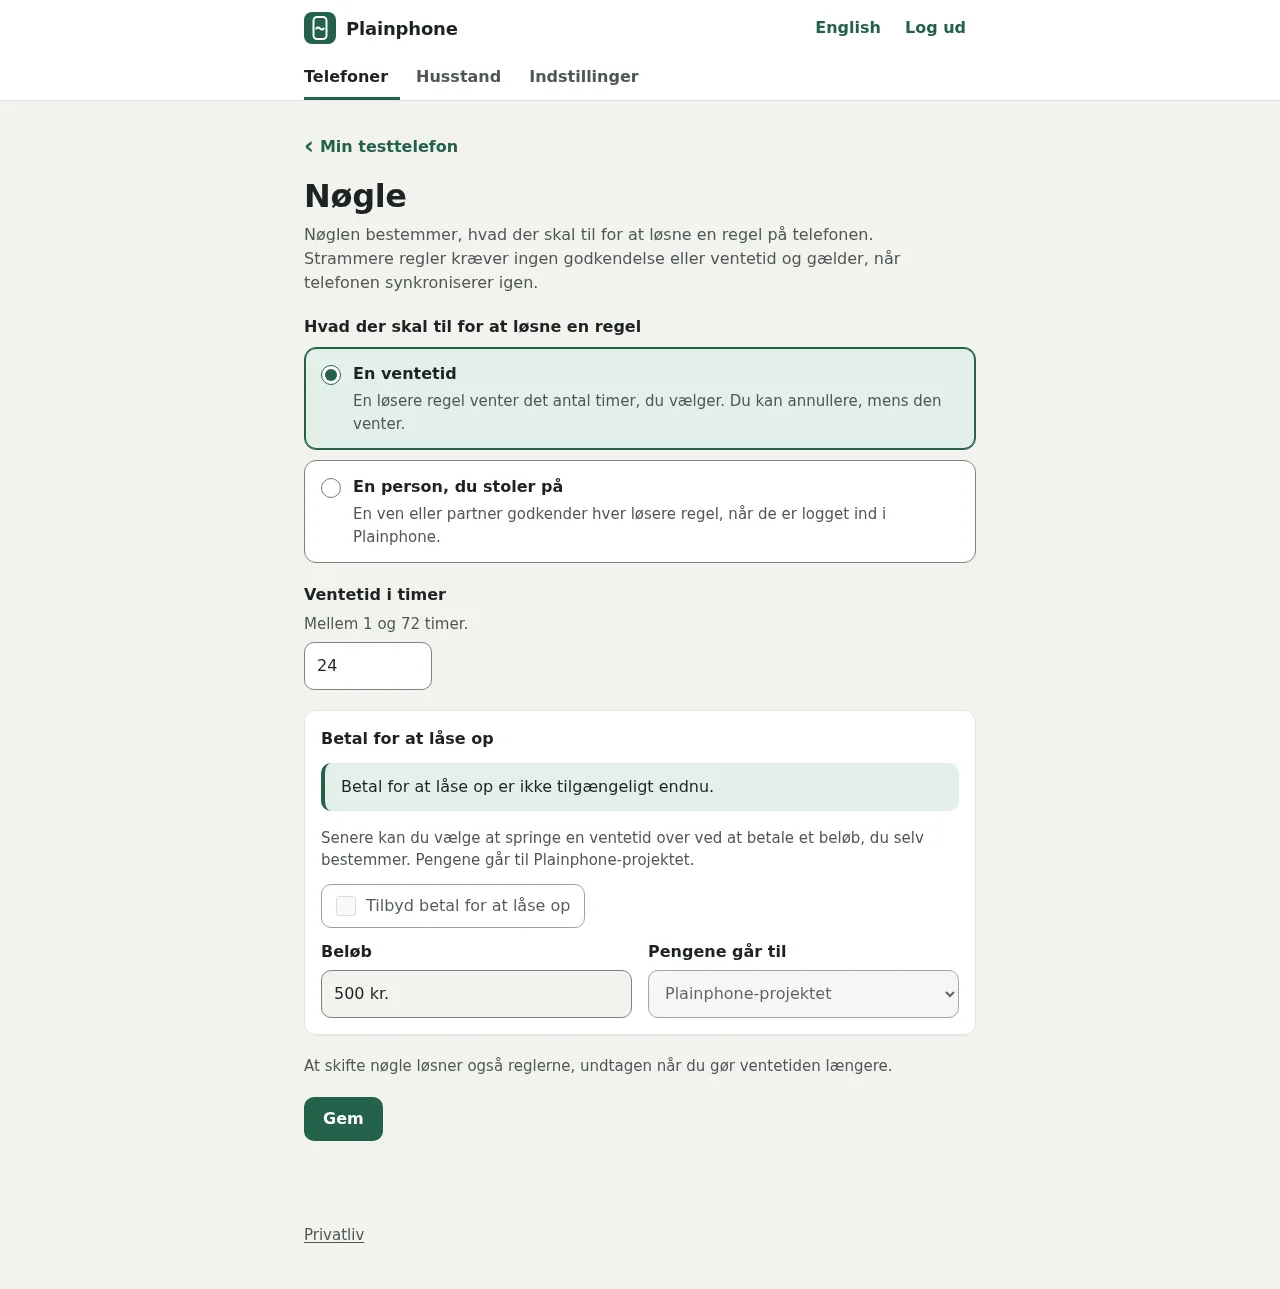 Plainphone
English
Log ud
Telefoner
Husstand
Indstillinger
‹ Min testtelefon
Nøgle
Nøglen bestemmer, hvad der skal til for at løsne en regel på telefonen.
Strammere regler kræver ingen godkendelse eller ventetid og gælder, når
telefonen synkroniserer igen.
Hvad der skal til for at løsne en regel
En ventetid
En løsere regel venter det antal timer, du vælger. Du kan annullere, mens den
venter.
En person, du stoler på
En ven eller partner godkender hver løsere regel, når de er logget ind i
Plainphone.
Ventetid i timer
Mellem 1 og 72 timer.
24
Betal for at låse op
Betal for at låse op er ikke tilgængeligt endnu.
Senere kan du vælge at springe en ventetid over ved at betale et beløb, du selv
bestemmer. Pengene går til Plainphone-projektet.
Tilbyd betal for at låse op
Beløb
Pengene går til
500 kr.
Plainphone-projektet
At skifte nøgle løsner også reglerne, undtagen når du gør ventetiden længere.
Gem
Privatliv